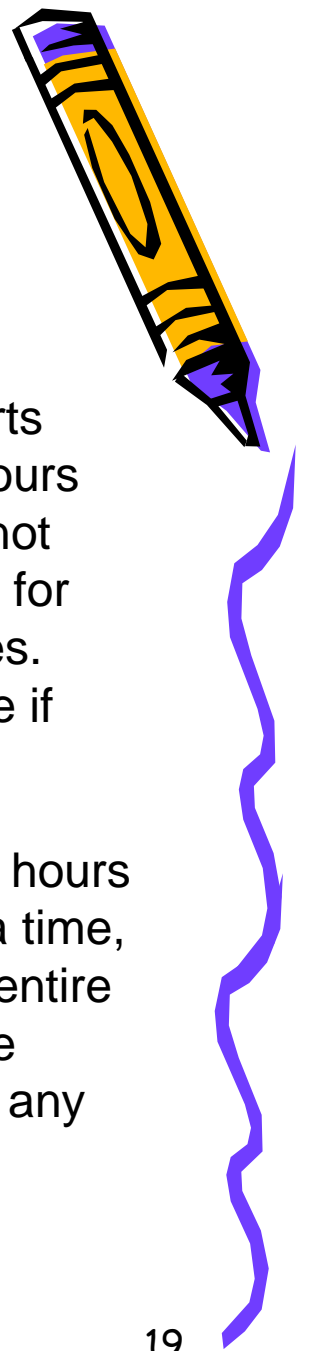 rts
ours
not
for
es.
e if
hours
a time,
entire
e
any
19